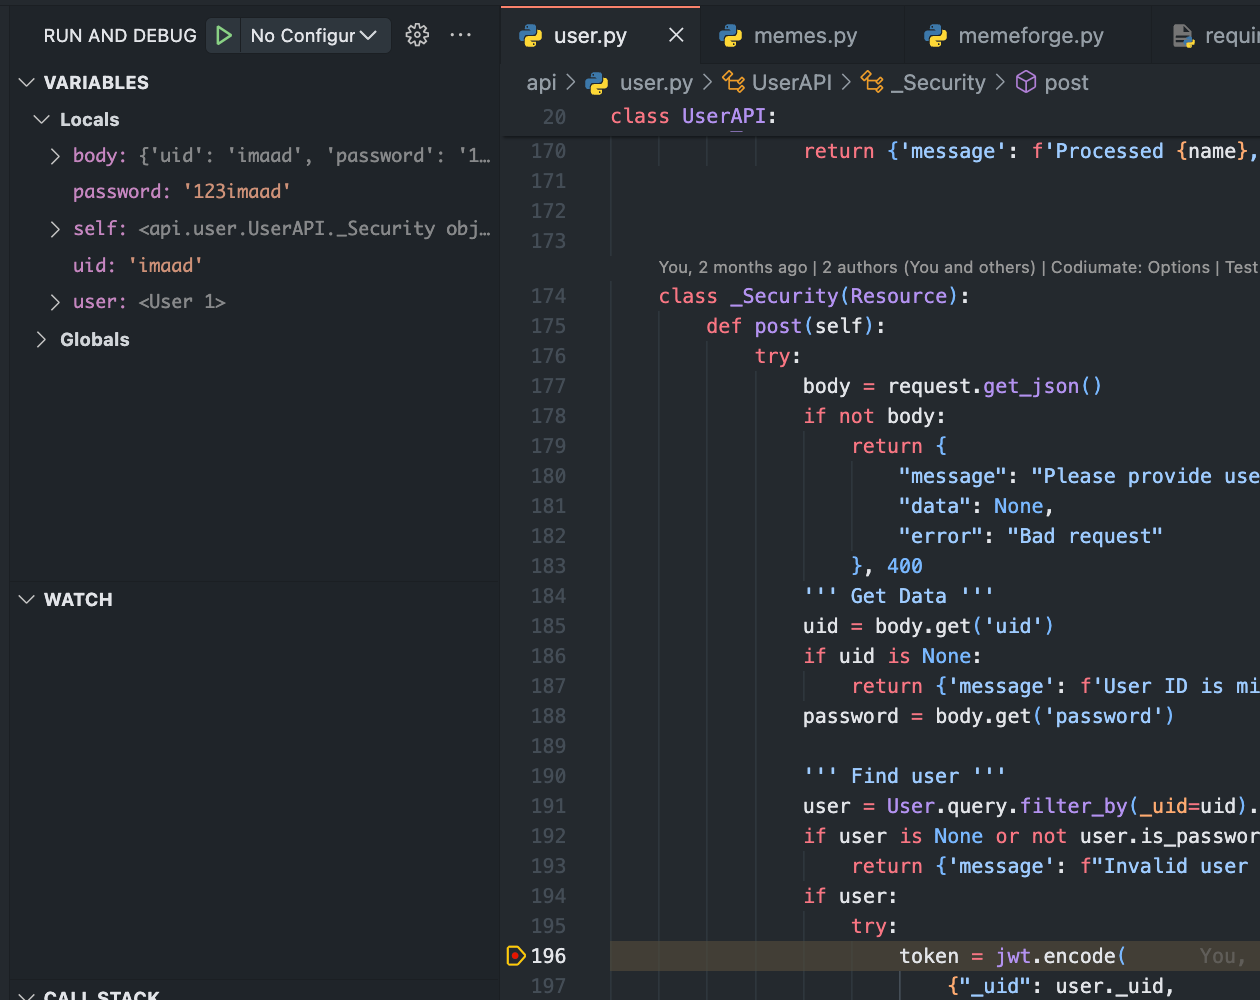 RUN AND DEBUG No Configur
VARIABLES
Locals
body: {'uid': 'imaad', 'password': '1…
password: '123imaad'
self: <api.user.UserAPI._Security obj…
uid: 'imaad'
user: <User 1>
Globals
WATCH
CALL STACK
user.py memes.py memeforge.py requir
api > user.py > UserAPI > _Security > post
20 class UserAPI:
170 return {'message': f'Processed {name},
171
172
173
You, 2 months ago | 2 authors (You and others) | Codiumate: Options | Test
174 class _Security(Resource):
175 def post(self):
176 try:
177 body = request.get_json()
178 if not body:
179 return {
180 "message": "Please provide use
181 "data": None,
182 "error": "Bad request"
183 }, 400
184 ''' Get Data '''
185 uid = body.get('uid')
186 if uid is None:
187 return {'message': f'User ID is mi
188 password = body.get('password')
189
190 ''' Find user '''
191 user = User.query.filter_by(_uid=uid).
192 if user is None or not user.is_passwor
193 return {'message': f"Invalid user
194 if user:
195 try:
196 token = jwt.encode( You,
197 {"_uid": user._uid,